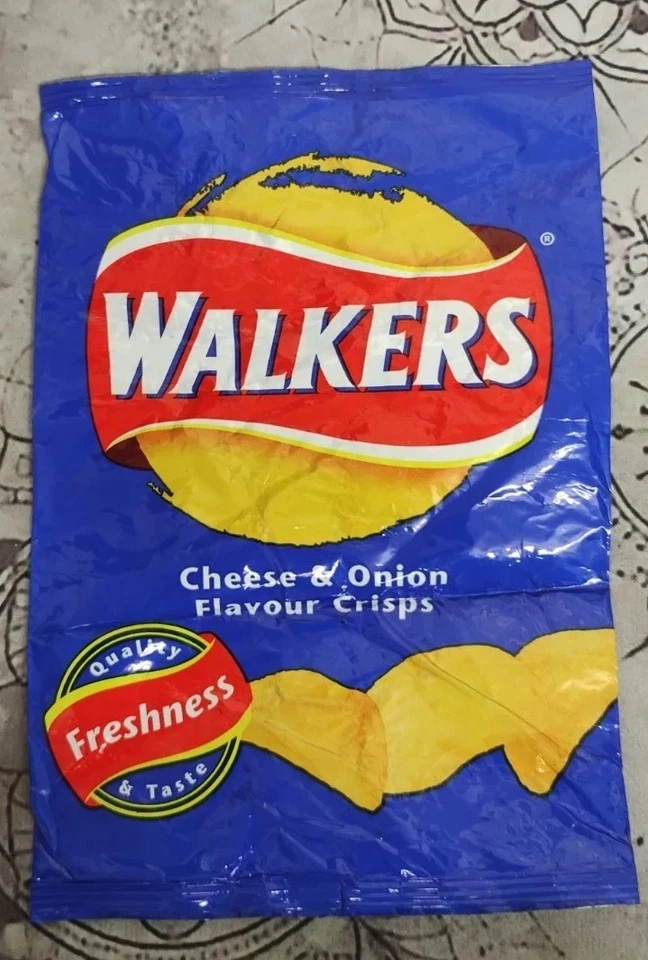 ®
WALKERS
Cheese & Onion
Flavour Crisps
Quality
Freshness
& Taste